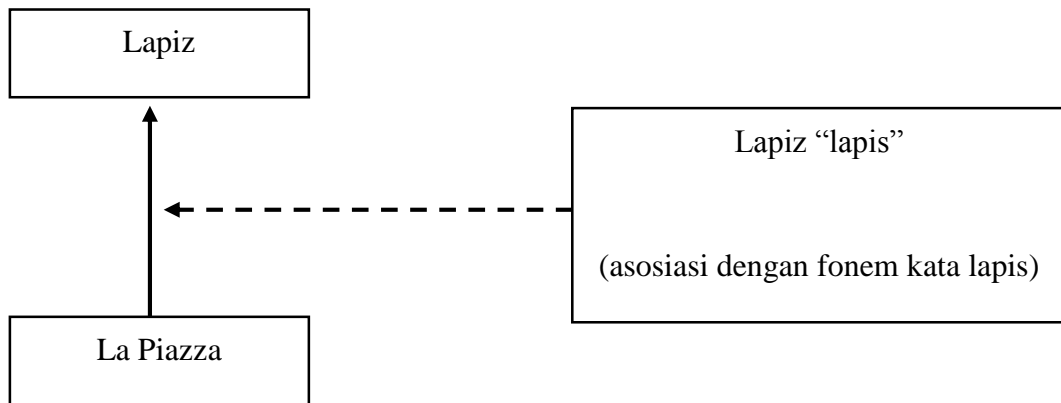 Lapiz
Lapiz “lapis”
(asosiasi dengan fonem kata lapis)
La Piazza